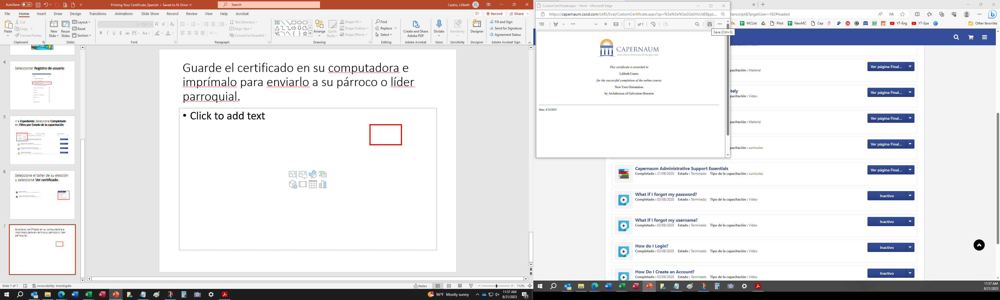 AutoSave Off
Printing Your Certificate_Spanish • Saved to N: Drive
Search
Castro, Lilibeth
File Home Insert Draw Design Transitions Animations Slide Show Record Review View Help Acrobat
Record Share
Paste
Cut
Copy
Format Painter
Clipboard
New Slide
Reuse Slides
Layout
Reset
Section
Slides
13.5
Font
Text Direction
Align Text
Convert to SmartArt
Paragraph
Arrange
Quick Styles
Shape Fill
Shape Outline
Shape Effects
Drawing
Find
Replace
Select
Editing
Create and Share Adobe PDF
Adobe Acrobat
Dictate
Voice
Sensitivity
Sensitivity
Designer
Designer
Fill and Sign
Send for Signature
Agreement Status
Adobe Acrobat Sign
4
Seleccionar Registro de usuario
5
Ir a Expediente. Seleccione Completado
en Filtro por Estado de la capacitación
6
Seleccione el taller de su elección
y seleccione Ver certificado.
7
Guarde el certificado en su computadora e
imprímalo para enviarlo a su párroco o líder
parroquial.
Guarde el certificado en su computadora e
imprímalo para enviarlo a su párroco o líder
parroquial.
• Click to add text
Slide 7 of 7
Accessibility: Investigate
Notes
112%
96°F Mostly sunny
11:57 AM
8/21/2023
21
CustomCertificate.aspx - Work - Microsoft Edge
https://capernaum.csod.com/LMS/Eval/CustomCertificate.aspx?qs=%5e%5e%5e2GdJHUJdE8ppL...
1 of 1
Save (Ctrl+S)
CAPERNAUM
Where Christ Forms His Disciples
This certificate is awarded to
Lilibeth Castro
for the successful completion of the online course
New User Orientation
by Archdiocese of Galveston-Houston
Date: 4/14/2021
ranscript&TargetUser=182#loaded
MCList Pilot NewMC Cap YT-Eng YT-Spa Other favorites
pacitación : Material
Ver página Final...
tely
pacitación : Video
Ver página Final...
pacitación : Material
Ver página Final...
pacitación : currículos
Ver página Final...
Capernaum Administrative Support Essentials
Completado : 21/09/2020 Estado : Terminado Tipo de la capacitación : currículos
Ver página Final...
What if I forgot my password?
Completado : 03/08/2020 Estado : Terminado Tipo de la capacitación : Video
Inactivo
What if I forgot my username?
Completado : 03/08/2020 Estado : Terminado Tipo de la capacitación : Video
Inactivo
How do I Login?
Completado : 03/08/2020 Estado : Terminado Tipo de la capacitación : Video
Inactivo
How Do I Create an Account?
Completado : 03/08/2020 Estado : Terminado Tipo de la capacitación : Video
Inactivo
11:57 AM
8/21/2023